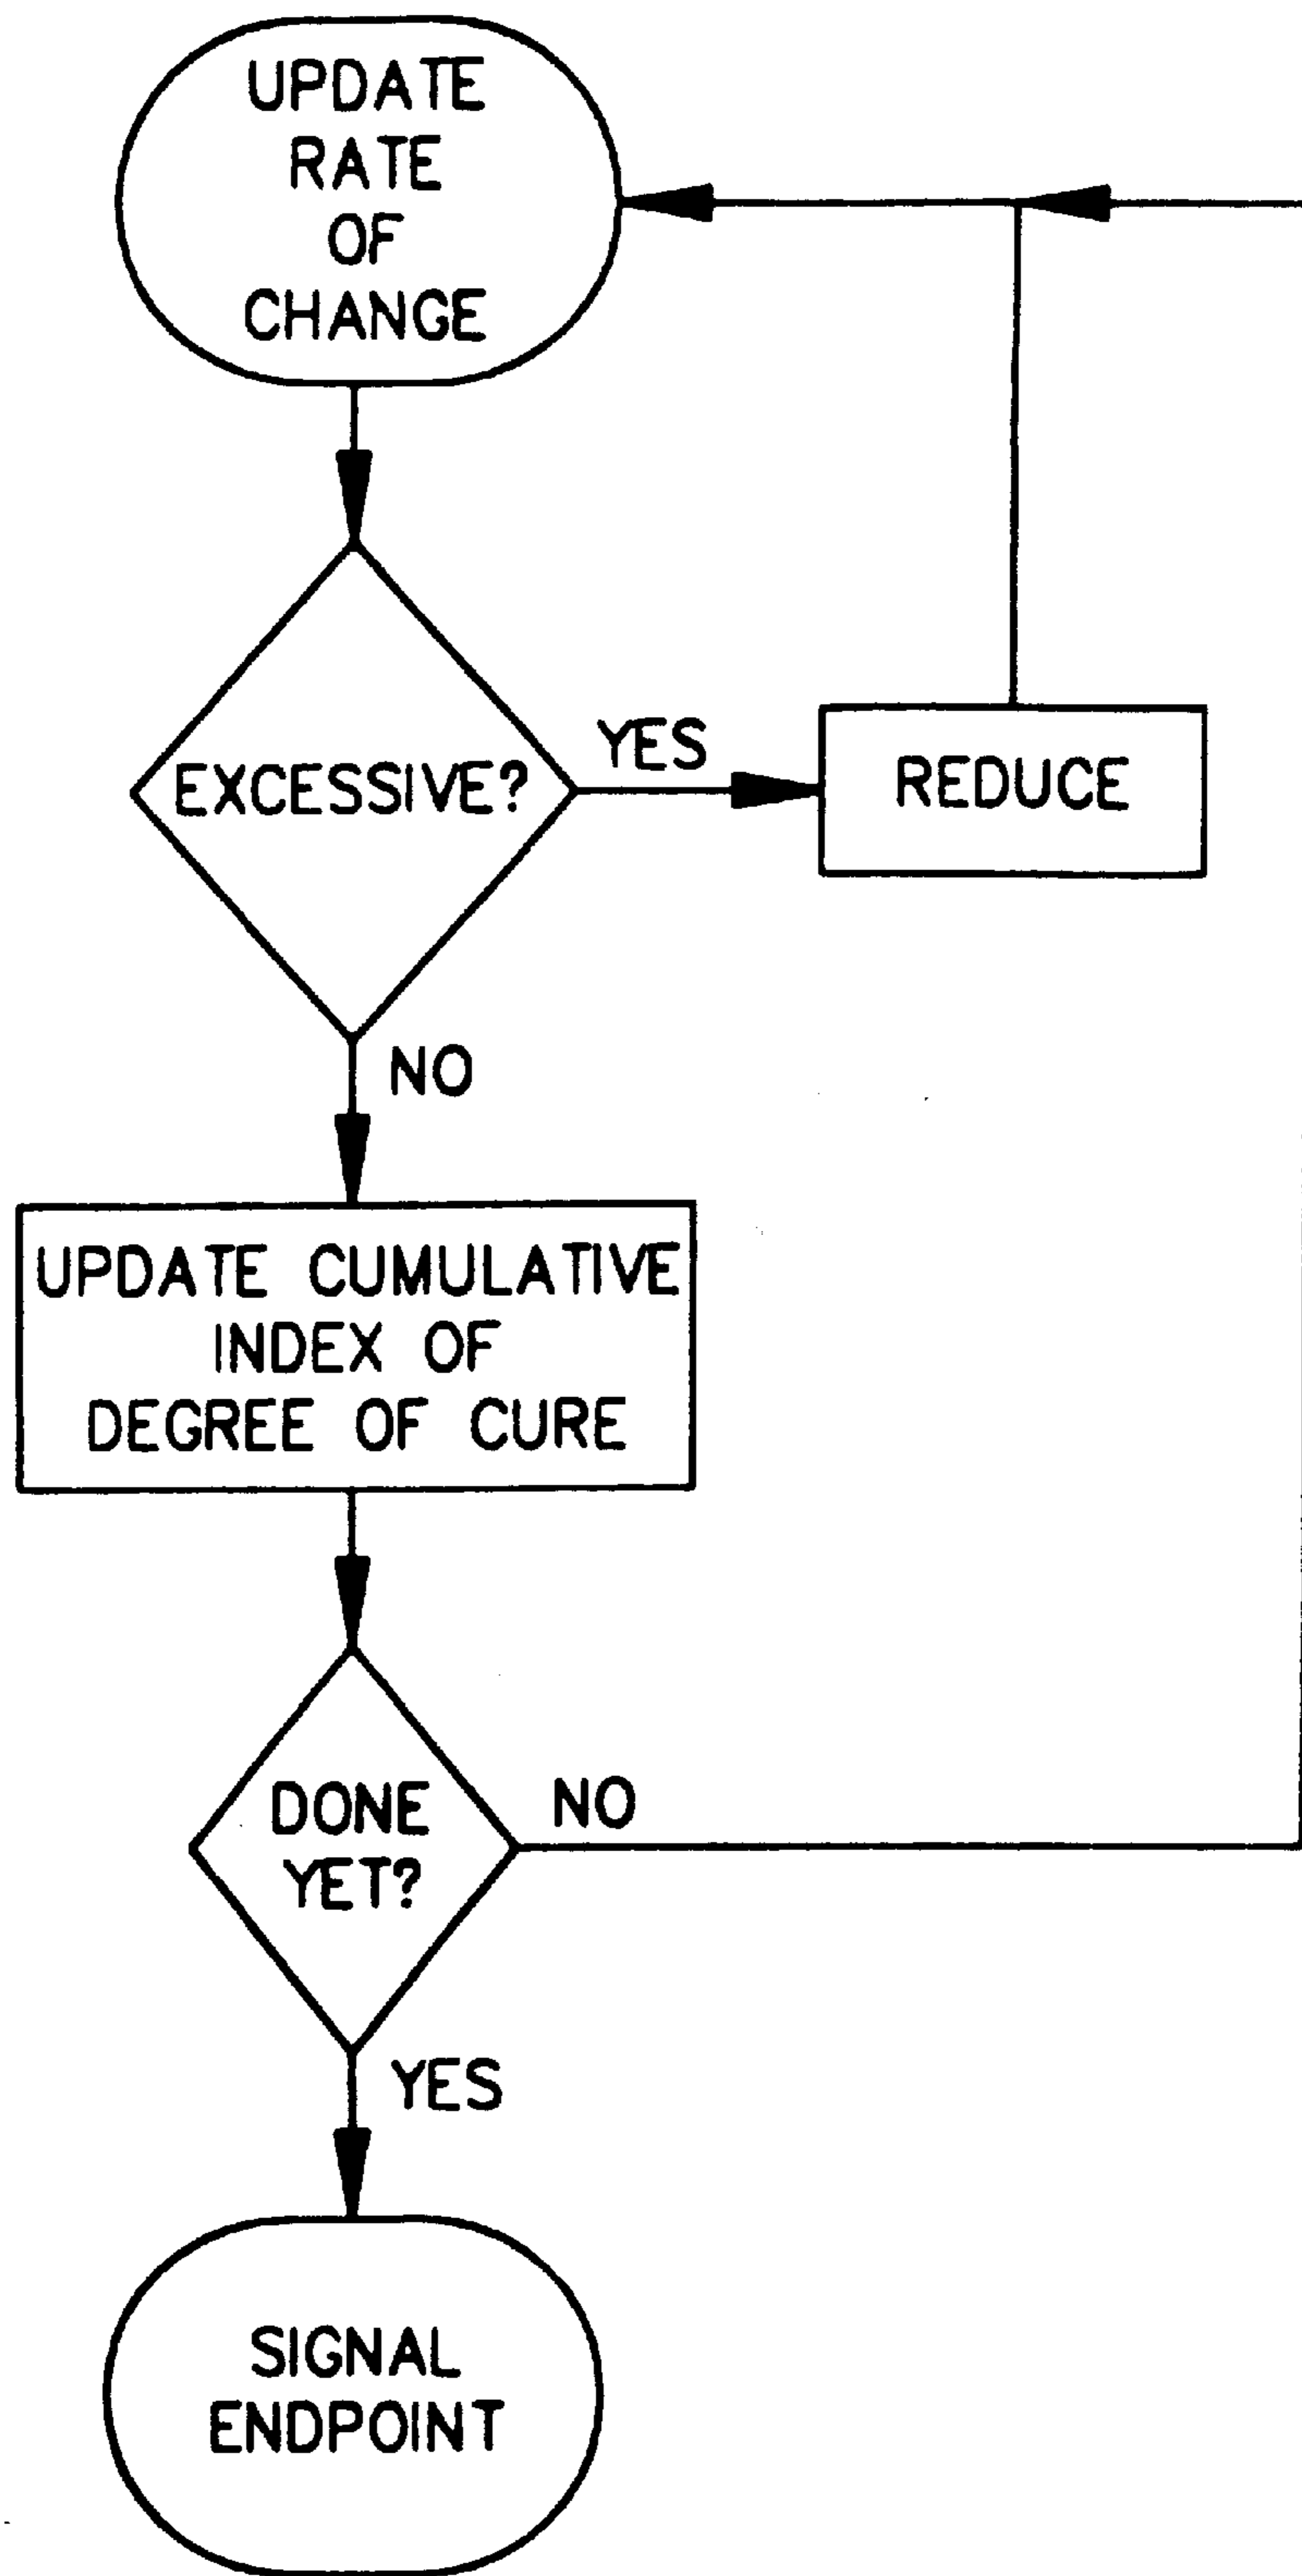 UPDATE
RATE
OF
CHANGE
EXCESSIVE?
YES
REDUCE
NO
UPDATE CUMULATIVE
INDEX OF
DEGREE OF CURE
DONE
YET?
NO
YES
SIGNAL
ENDPOINT